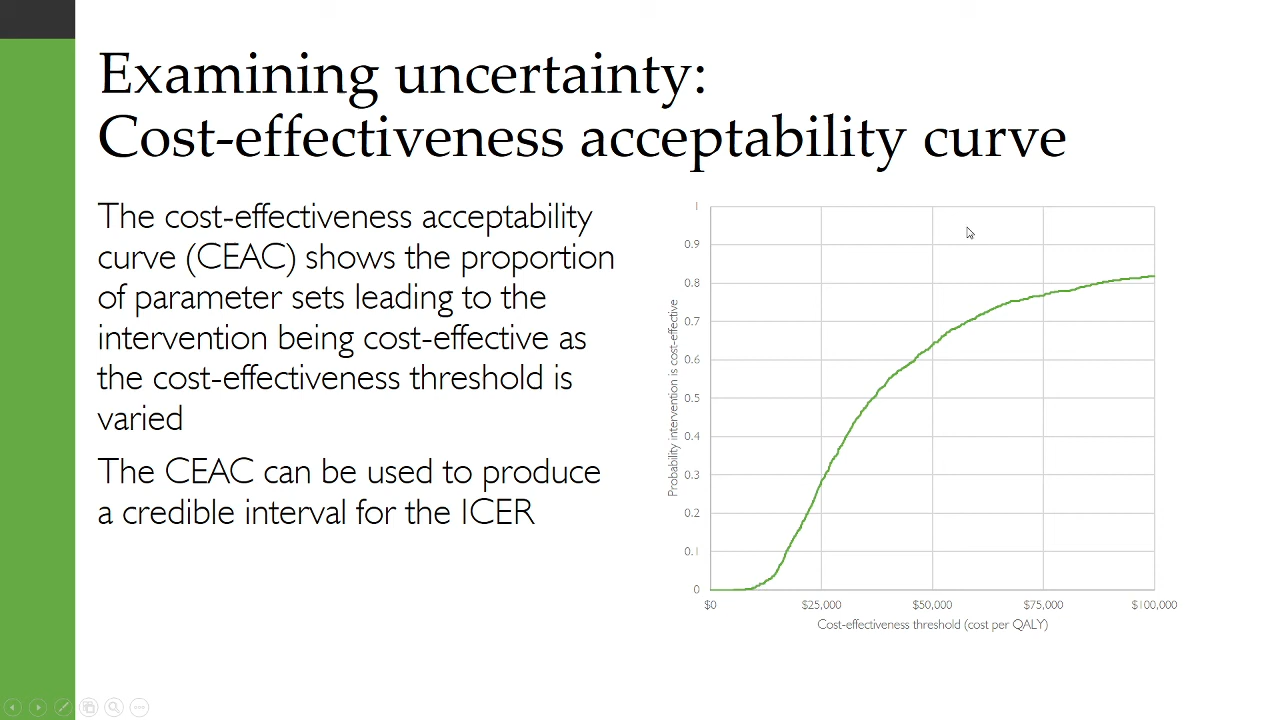 Examining uncertainty:
Cost-effectiveness acceptability curve
The cost-effectiveness acceptability
curve (CEAC) shows the proportion
of parameter sets leading to the
intervention being cost-effective as
the cost-effectiveness threshold is
varied
The CEAC can be used to produce
a credible interval for the ICER
Probability intervention is cost-effective
1
0.9
0.8
0.7
0.6
0.5
0.4
0.3
0.2
0.1
0
$0 $25,000 $50,000 $75,000 $100,000
Cost-effectiveness threshold (cost per QALY)